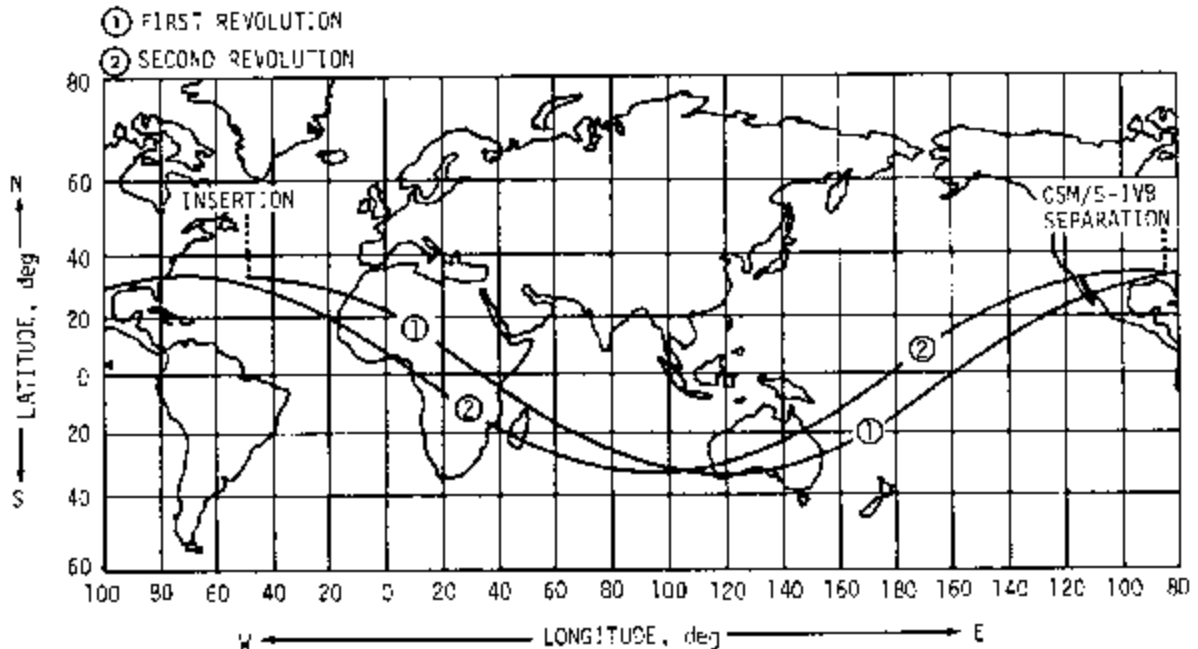 ① FIRST REVOLUTION
② SECOND REVOLUTION
80
60
40
20
0
20
40
60
N
LATITUDE, deg
S
INSERTION
CSM/S-IVB
SEPARATION
①
②
②
①
100 80 60 40 20 0 20 40 60 80 100 120 140 160 180 160 140 120 100 80
W LONGITUDE, deg E